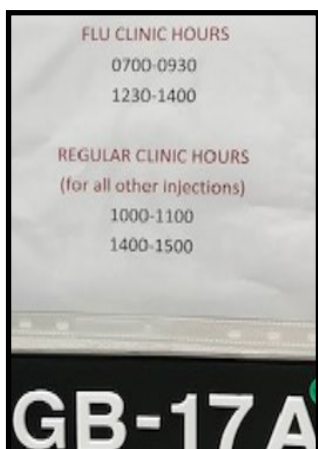 FLU CLINIC HOURS
0700-0930
1230-1400
REGULAR CLINIC HOURS
(for all other injections)
1000-1100
1400-1500
GB-17A